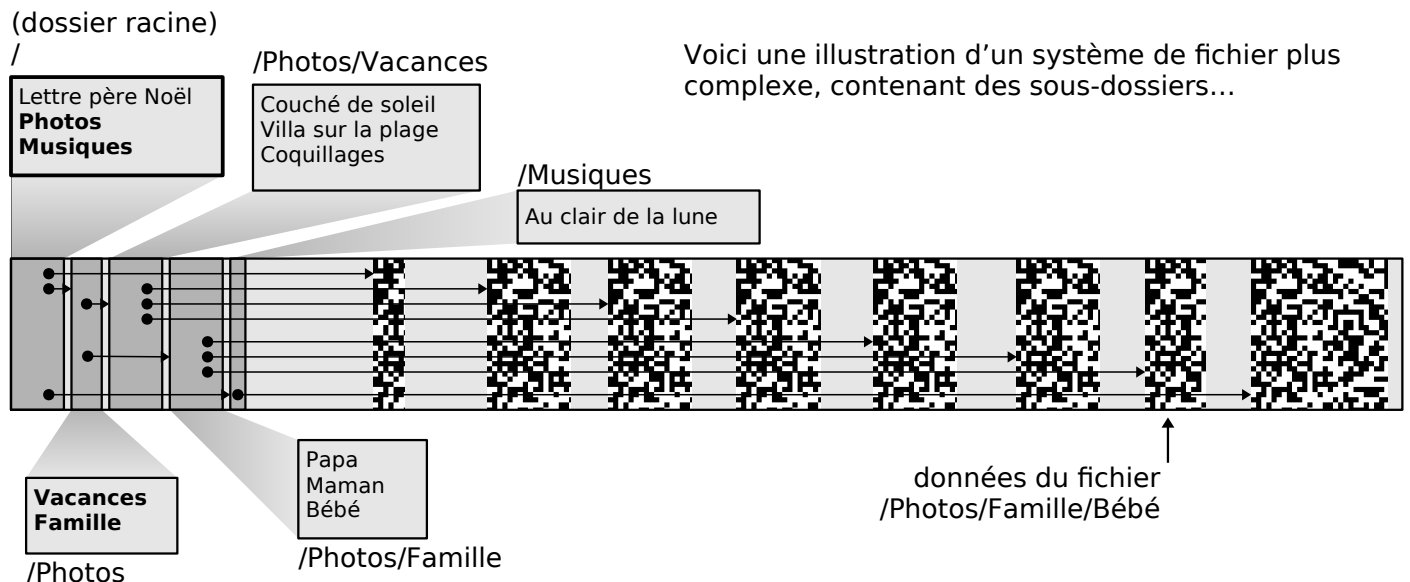 (dossier racine)
/
Lettre père Noël
Photos
Musiques
/Photos/Vacances
Couché de soleil
Villa sur la plage
Coquillages
Voici une illustration d’un système de fichier plus
complexe, contenant des sous-dossiers...
/Musiques
Au clair de la lune
Vacances
Famille
/Photos
Papa
Maman
Bébé
/Photos/Famille
données du fichier
/Photos/Famille/Bébé